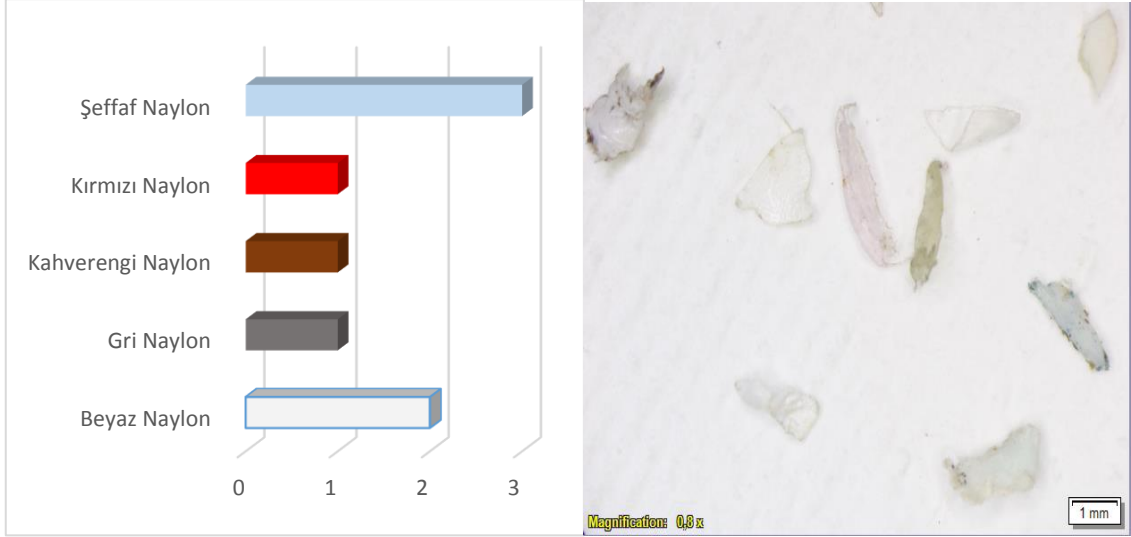 Şeffaf Naylon
Kırmızı Naylon
Kahverengi Naylon
Gri Naylon
Beyaz Naylon
0 1 2 3
Magnification: 0,8 x
1 mm